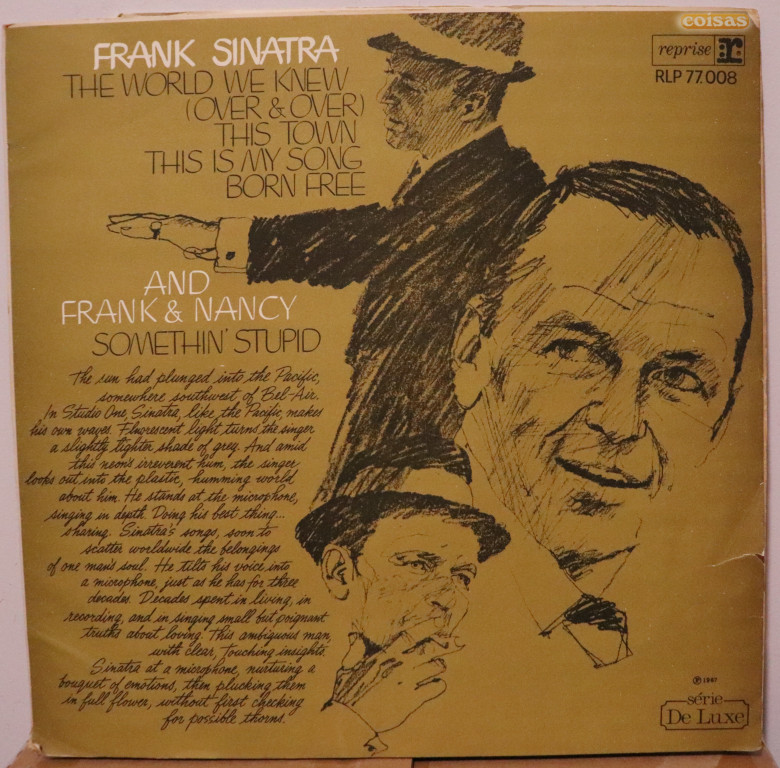 coisas
FRANK SINATRA
THE WORLD WE KNEW
(OVER & OVER)
THIS TOWN
THIS IS MY SONG
BORN FREE
reprise r:
RLP 77.008
AND
FRANK & NANCY
SOMETHIN' STUPID
The sun had plunged into the Pacific,
somewhere southwest of Bel-Air.
In Studio One, Sinatra, like the Pacific, makes
his own waves. Fluorescent light turns the singer
a slightly lighter shade of grey. And amid
this neon's irreverent hum, the singer
looks out into the plastic, humming world
about him. He stands at the microphone,
singing in depth. Doing his best thing...
sharing. Sinatra's songs, soon to
scatter worldwide the belongings
of one man's soul. He tilts his voice into
a microphone, just as he has for three
decades. Decades spent in living, in
recording, and in singing small but poignant
truths about loving. This ambiguous man,
with clear, touching insights.
Sinatra at a microphone, nurturing a
bouquet of emotions, then plucking them
in full flower, without first checking
for possible thorns.
℗ 1967
série
De Luxe